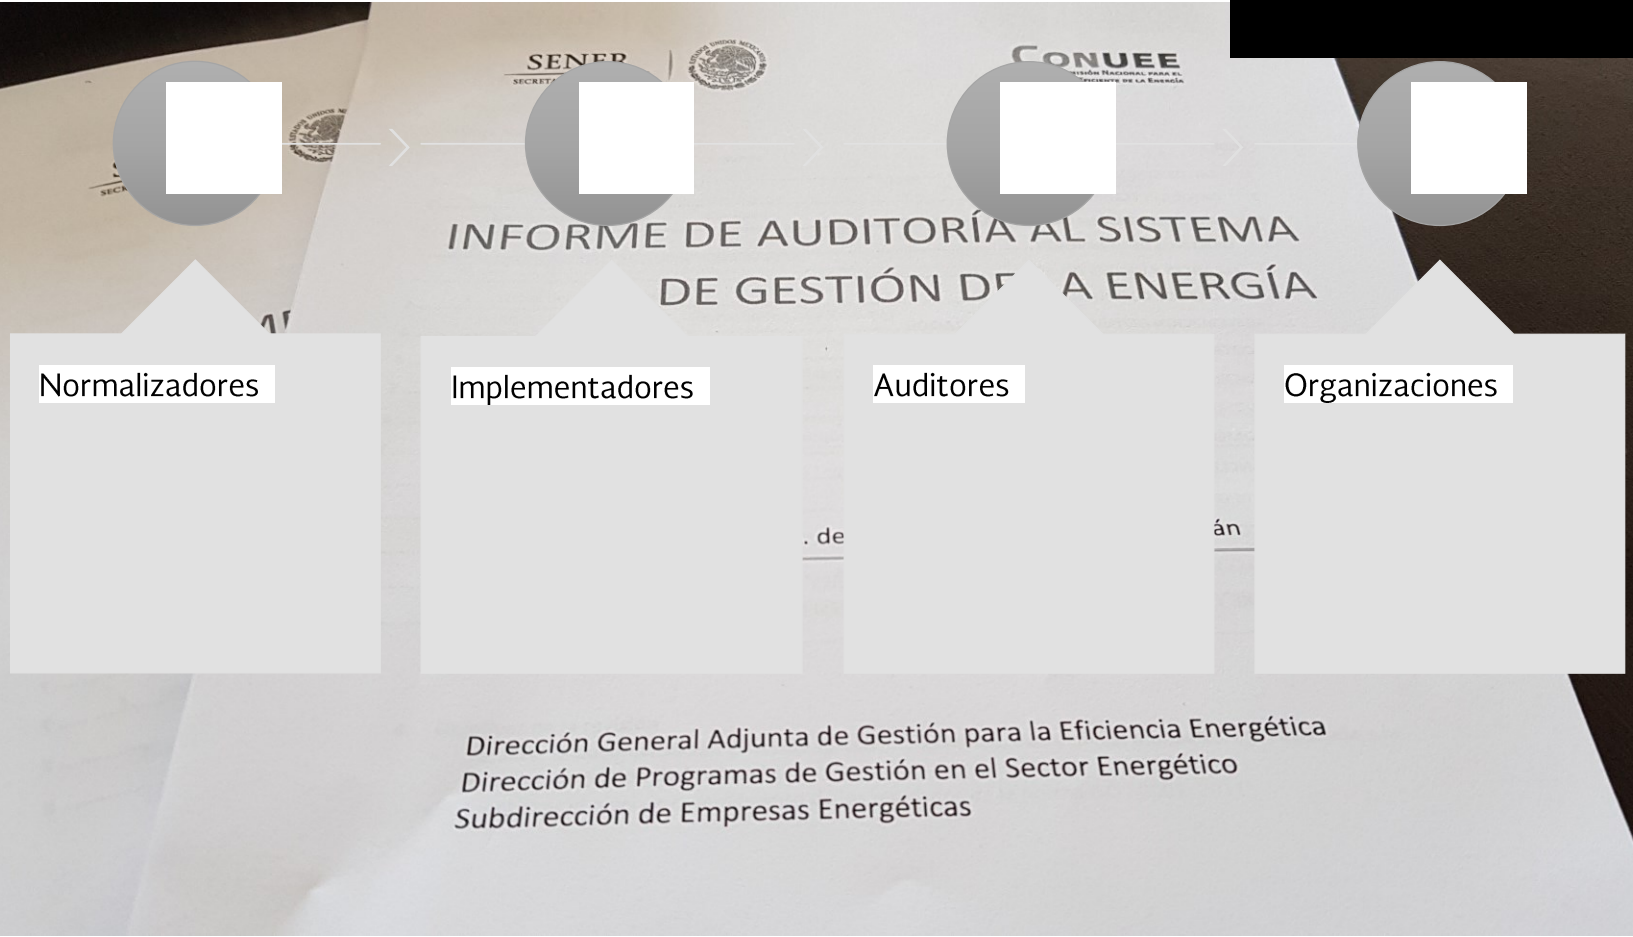 SENER
CONUEE
INFORME DE AUDITORÍA AL SISTEMA
DE GESTIÓN DE A ENERGÍA
Normalizadores
Implementadores
Auditores
Organizaciones
. de
án
Dirección General Adjunta de Gestión para la Eficiencia Energética
Dirección de Programas de Gestión en el Sector Energético
Subdirección de Empresas Energéticas